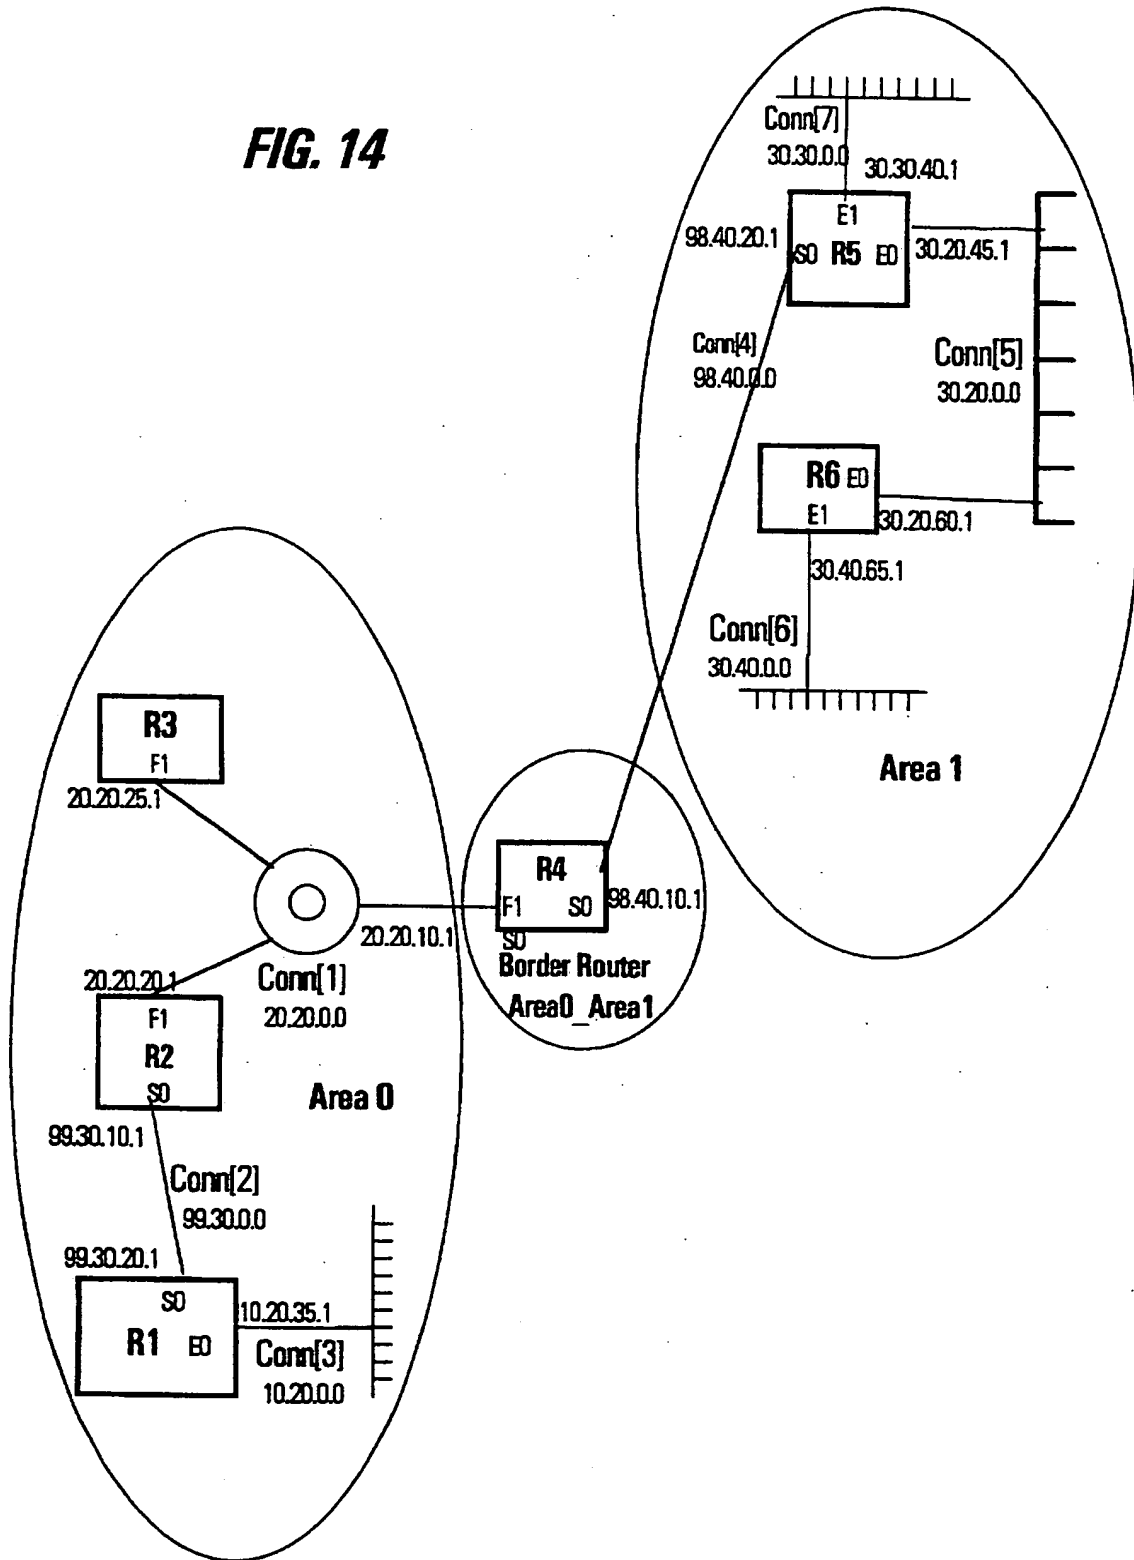 FIG. 14
Conn[7]
30.30.0.0
30.30.40.1
E1
98.40.20.1
S0 R5 E0
30.20.45.1
Conn[4]
98.40.0.0
Conn[5]
30.20.0.0
R6 E0
E1
30.20.60.1
30.40.65.1
Conn[6]
30.40.0.0
Area 1
R3
F1
20.20.25.1
R4
F1 S0
98.40.10.1
S0
Border Router
Area0_Area1
20.20.10.1
20.20.20.1
Conn[1]
20.20.0.0
F1
R2
S0
Area 0
99.30.10.1
Conn[2]
99.30.0.0
99.30.20.1
S0
R1 E0
10.20.35.1
Conn[3]
10.20.0.0